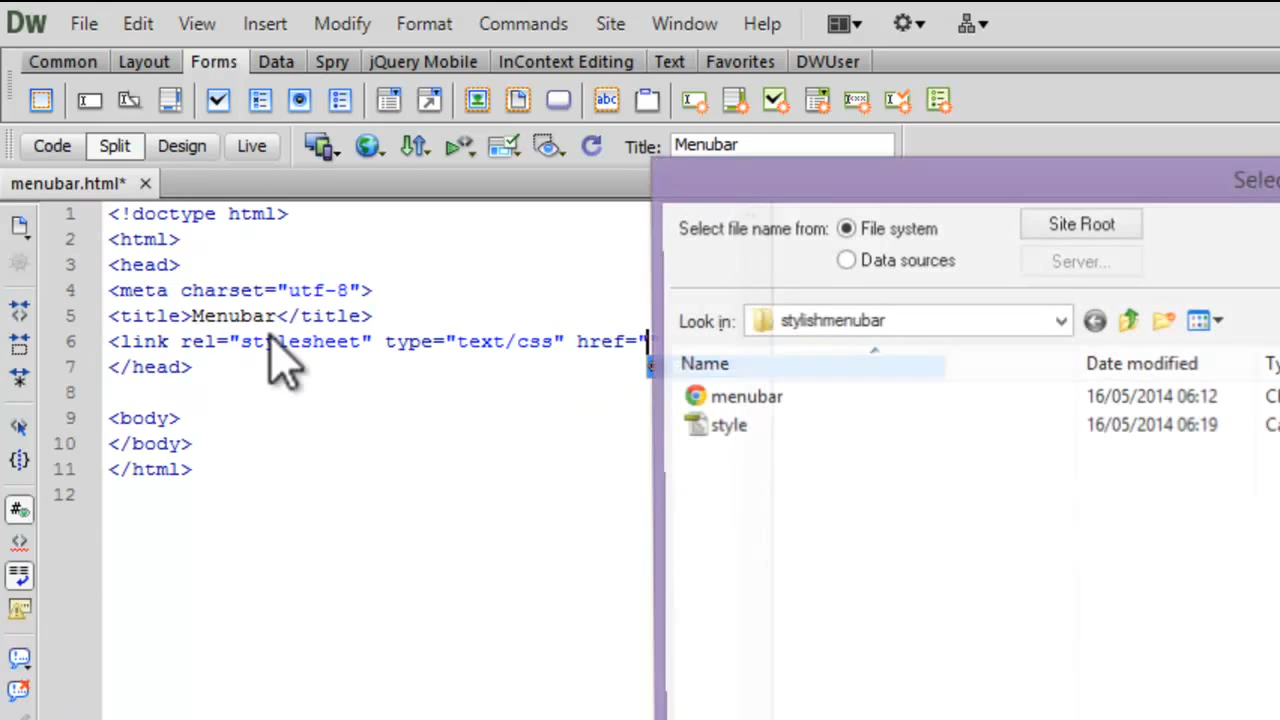 Dw File Edit View Insert Modify Format Commands Site Window Help
Common Layout Forms Data Spry jQuery Mobile InContext Editing Text Favorites DWUser
abc
Code Split Design Live Title: Menubar
menubar.html*
1 <!doctype html>
2 <html>
3 <head>
4 <meta charset="utf-8">
5 <title>Menubar</title>
6 <link rel="stylesheet" type="text/css" href="
7 </head>
8
9 <body>
10 </body>
11 </html>
12
Selec
Select file name from: File system Site Root
Data sources Server...
Look in: stylishmenubar
Name Date modified Ty
menubar 16/05/2014 06:12 Cl
style 16/05/2014 06:19 Ca